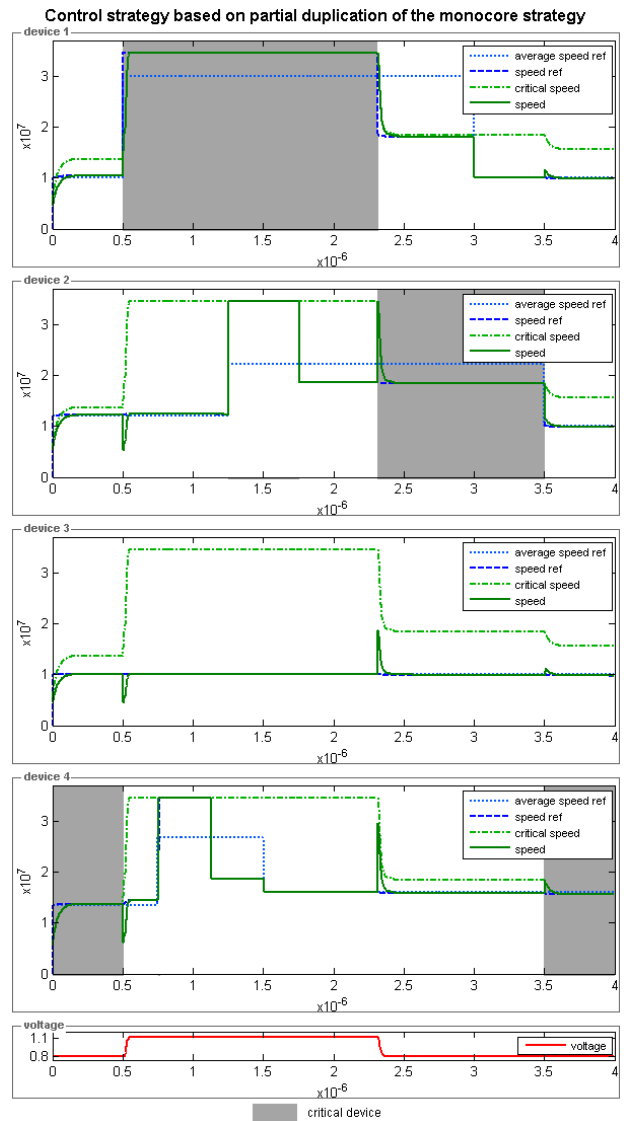 Control strategy based on partial duplication of the monocore strategy
device 1
average speed ref
speed ref
critical speed
speed
x10^7
3
2
1
0
0 0.5 1 1.5 2 2.5 3 3.5 4
x10^-6
device 2
average speed ref
speed ref
critical speed
speed
x10^7
3
2
1
0
0 0.5 1 1.5 2 2.5 3 3.5 4
x10^-6
device 3
average speed ref
speed ref
critical speed
speed
x10^7
3
2
1
0
0 0.5 1 1.5 2 2.5 3 3.5 4
x10^-6
device 4
average speed ref
speed ref
critical speed
speed
x10^7
3
2
1
0
0 0.5 1 1.5 2 2.5 3 3.5 4
x10^-6
voltage
1.1
0.8
voltage
0 0.5 1 1.5 2 2.5 3 3.5 4
x10^-6
critical device